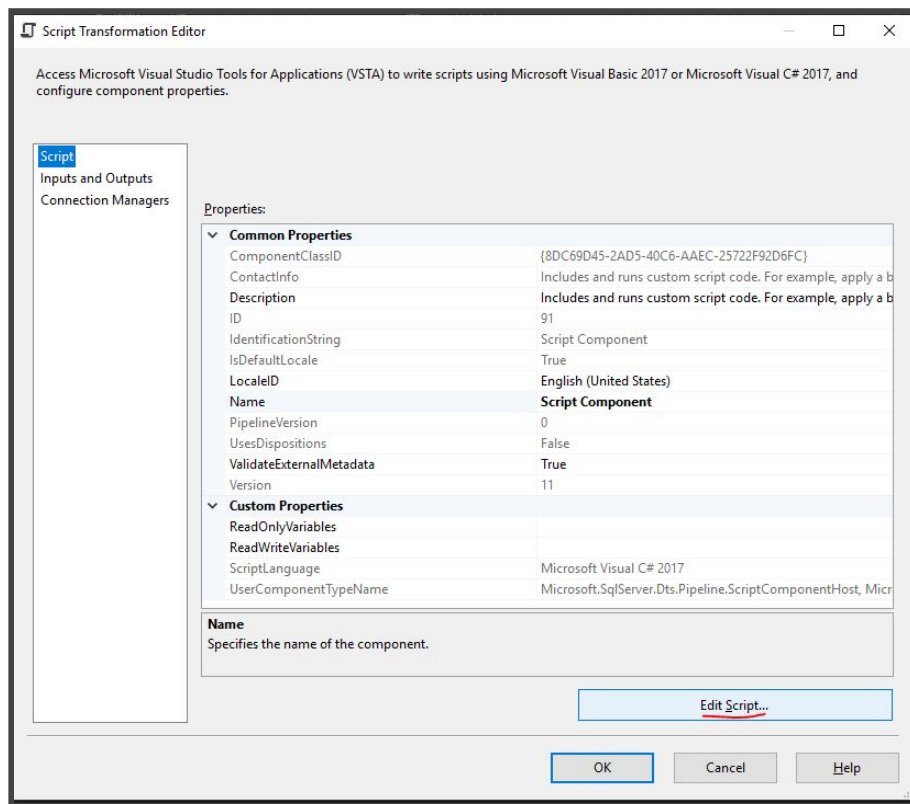 Script Transformation Editor
Access Microsoft Visual Studio Tools for Applications (VSTA) to write scripts using Microsoft Visual Basic 2017 or Microsoft Visual C# 2017, and
configure component properties.
Script
Inputs and Outputs
Connection Managers
Properties:
Common Properties
ComponentClassID {8DC69D45-2AD5-40C6-AAEC-25722F92D6FC}
ContactInfo Includes and runs custom script code. For example, apply a b
Description Includes and runs custom script code. For example, apply a b
ID 91
IdentificationString Script Component
IsDefaultLocale True
LocaleID English (United States)
Name Script Component
PipelineVersion 0
UsesDispositions False
ValidateExternalMetadata True
Version 11
Custom Properties
ReadOnlyVariables
ReadWriteVariables
ScriptLanguage Microsoft Visual C# 2017
UserComponentTypeName Microsoft.SqlServer.Dts.Pipeline.ScriptComponentHost, Micr
Name
Specifies the name of the component.
Edit Script...
OK Cancel Help